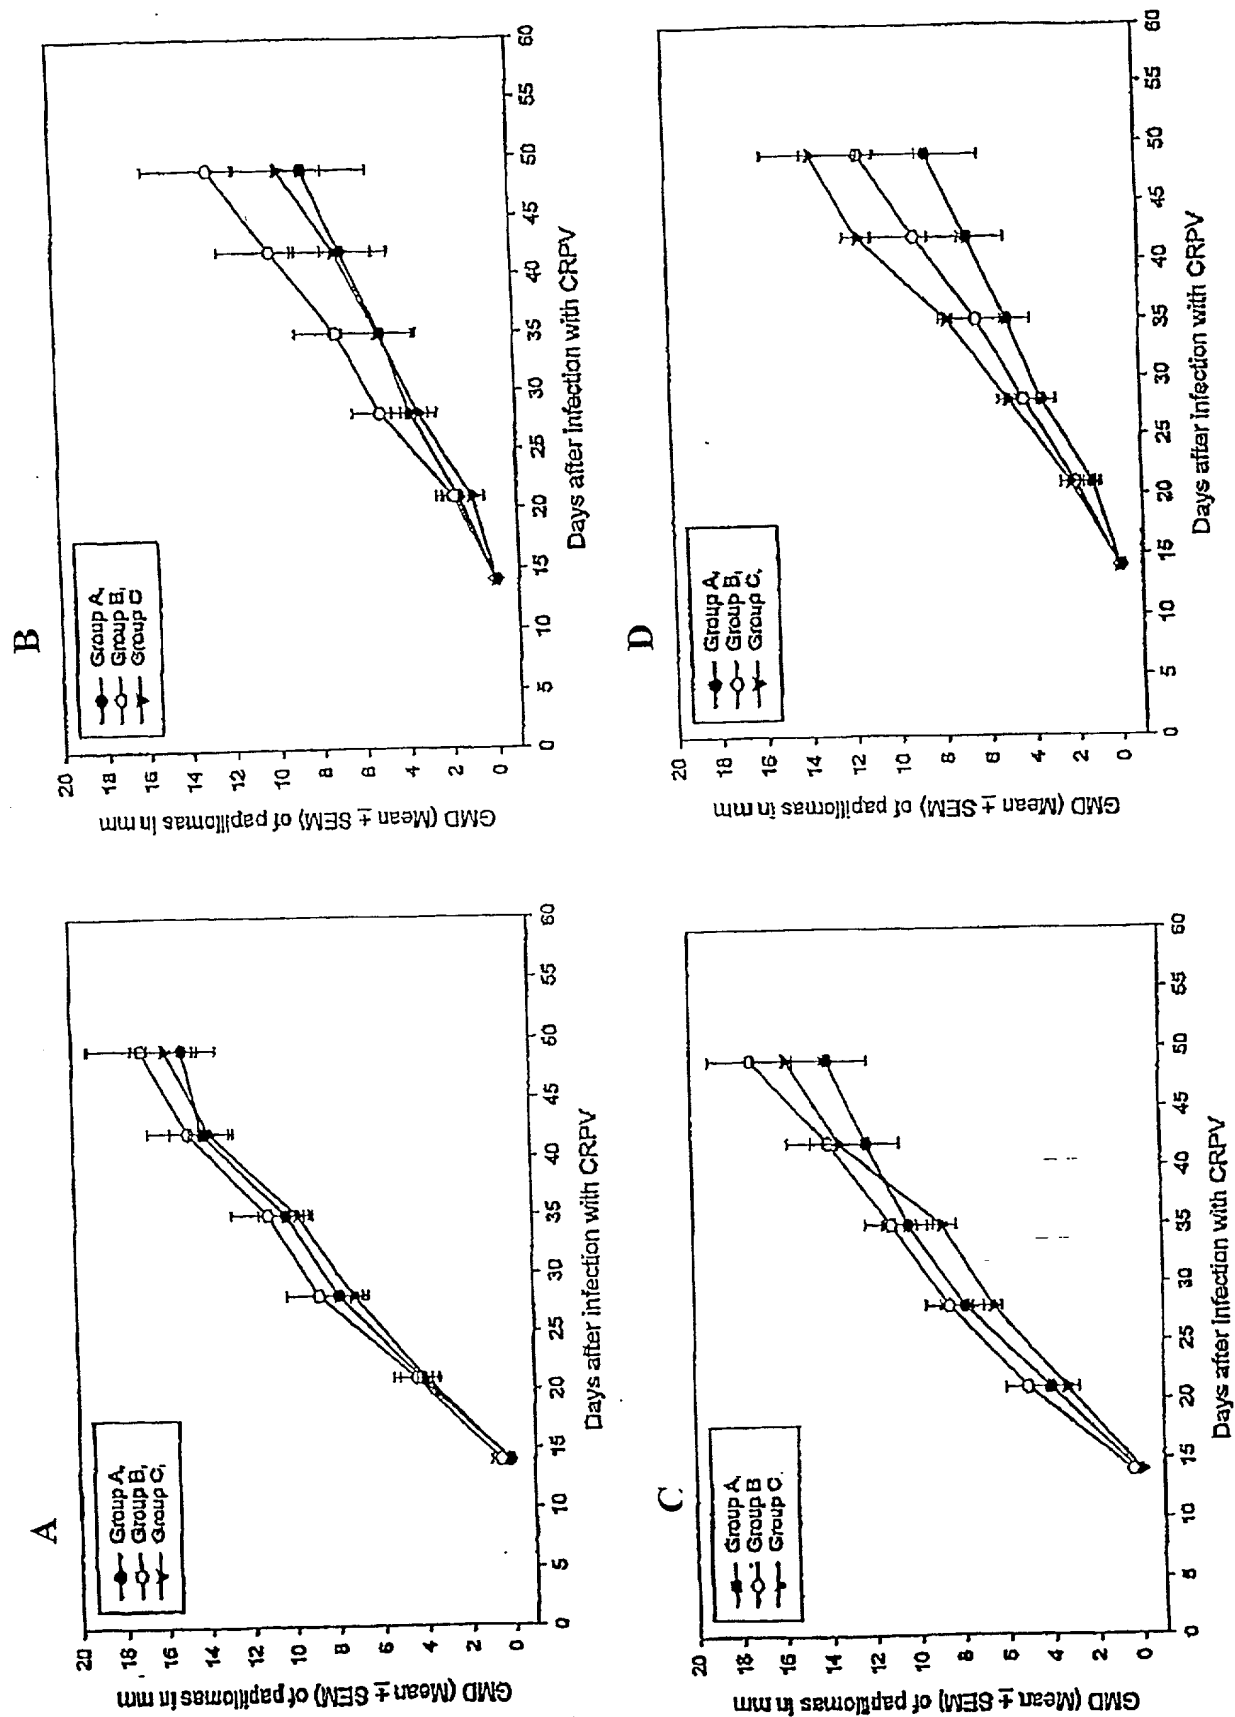 A
Group A,
Group B,
Group C,
20
18
16
14
12
10
8
6
4
2
0
GMD (Mean ± SEM) of papillomas in mm
0 5 10 15 20 25 30 35 40 45 50 55 60
Days after infection with CRPV
B
Group A,
Group B,
Group C
20
18
16
14
12
10
8
6
4
2
0
GMD (Mean ± SEM) of papillomas in mm
0 5 10 15 20 25 30 35 40 45 50 55 60
Days after infection with CRPV
C
Group A,
Group B
Group C.
20
18
16
14
12
10
8
6
4
2
0
GMD (Mean ± SEM) of papillomas in mm
0 5 10 15 20 25 30 35 40 45 50 55 60
Days after infection with CRPV
D
Group A,
Group B,
Group C,
20
18
16
14
12
10
8
6
4
2
0
GMD (Mean ± SEM) of papillomas in mm
0 5 10 15 20 25 30 35 40 45 50 55 60
Days after infection with CRPV